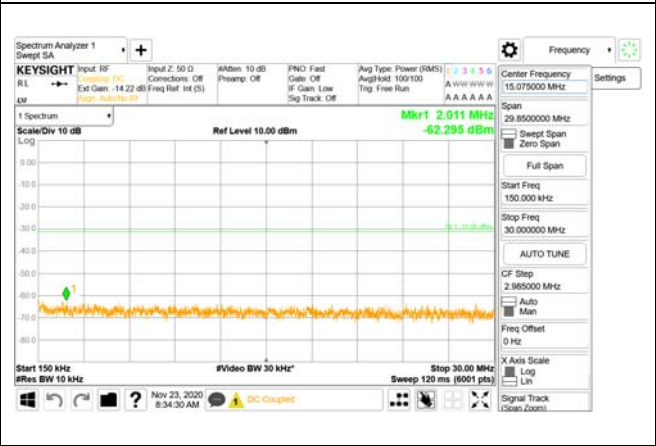 Spectrum Analyzer 1
Swept SA
Frequency
KEYSIGHT
RL
Input: RF
Coupling: DC
Ext Gain: -14.22 dB
Align: Auto/No RF
Input Z: 50 Ω
Corrections: Off
Freq Ref: Int (S)
#Atten: 10 dB
Preamp: Off
PNO: Fast
Gate: Off
IF Gain: Low
Sig Track: Off
Avg Type: Power (RMS)
Avg|Hold: 100/100
Trig: Free Run
1 2 3 4 5 6
A W W W W W
A A A A A A
1 Spectrum
Scale/Div 10 dB
Log
Ref Level 10.00 dBm
Mkr1 2.011 MHz
-62.295 dBm
0.00
-10.0
-20.0
-30.0
-40.0
-50.0
-60.0
-70.0
-80.0
1
Start 150 kHz
#Res BW 10 kHz
#Video BW 30 kHz*
Stop 30.00 MHz
Sweep 120 ms (6001 pts)
Nov 23, 2020
8:34:30 AM
DC Coupled
Center Frequency
15.075000 MHz
Settings
Span
29.8500000 MHz
Swept Span
Zero Span
Full Span
Start Freq
150.000 kHz
Stop Freq
30.000000 MHz
AUTO TUNE
CF Step
2.985000 MHz
Auto
Man
Freq Offset
0 Hz
X Axis Scale
Log
Lin
Signal Track
(Span Zoom)